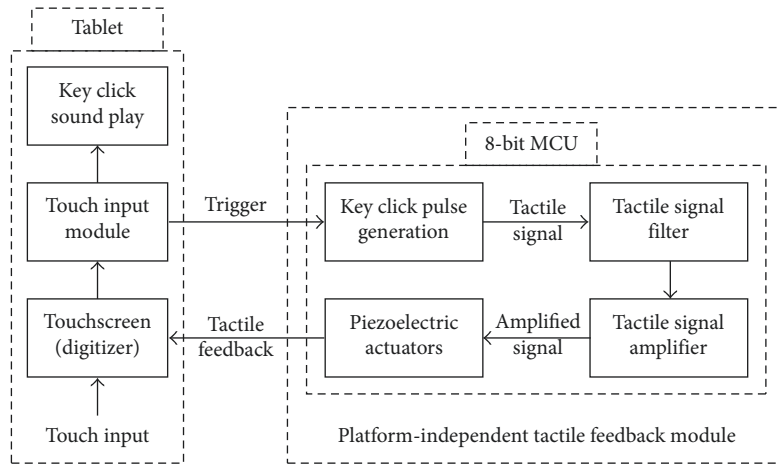 Tablet
Key click
sound play
Touch input
module
Touchscreen
(digitizer)
Touch input
Trigger
Tactile
feedback
8-bit MCU
Key click pulse
generation
Tactile
signal
Tactile signal
filter
Piezoelectric
actuators
Amplified
signal
Tactile signal
amplifier
Platform-independent tactile feedback module